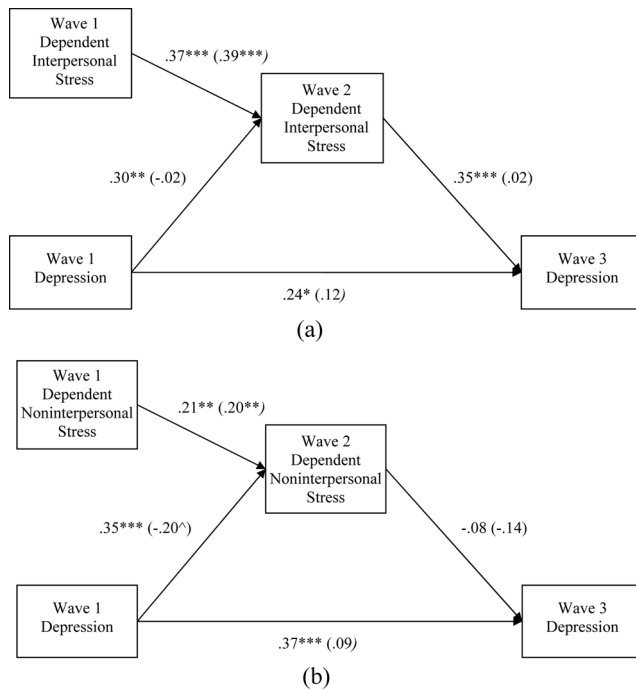 Wave 1
Dependent
Interpersonal
Stress
.37*** (.39***)
Wave 2
Dependent
Interpersonal
Stress
.30** (-.02)
.35*** (.02)
Wave 1
Depression
Wave 3
Depression
.24* (.12)
(a)
Wave 1
Dependent
Noninterpersonal
Stress
.21** (.20**)
Wave 2
Dependent
Noninterpersonal
Stress
.35*** (-.20^)
-.08 (-.14)
Wave 1
Depression
Wave 3
Depression
.37*** (.09)
(b)